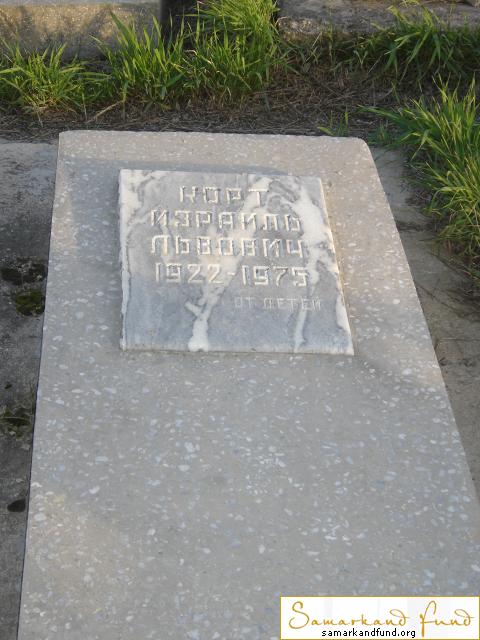 КОРТ
ИЗРАИЛЬ
ЛЬВОВИЧ
1922-1975
ОТ ДЕТЕЙ
Samarkand Fund
samarkandfund.org